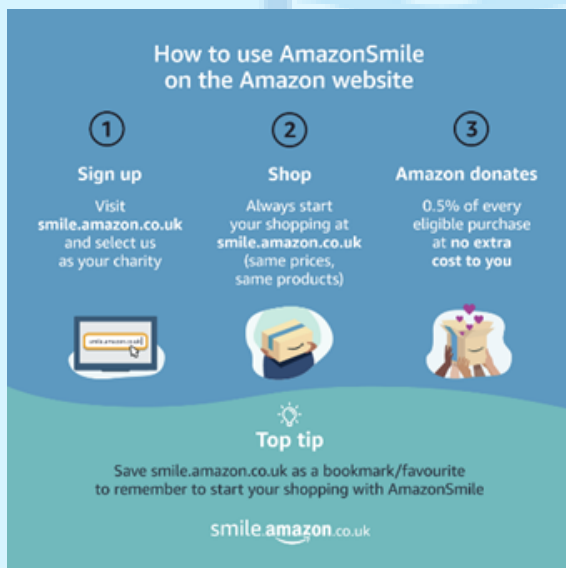 How to use AmazonSmile
on the Amazon website
1
Sign up
Visit
smile.amazon.co.uk
and select us
as your charity
2
Shop
Always start
your shopping at
smile.amazon.co.uk
(same prices,
same products)
3
Amazon donates
0.5% of every
eligible purchase
at no extra
cost to you
smile.amazon.co.uk
Top tip
Save smile.amazon.co.uk as a bookmark/favourite
to remember to start your shopping with AmazonSmile
smile.amazon.co.uk